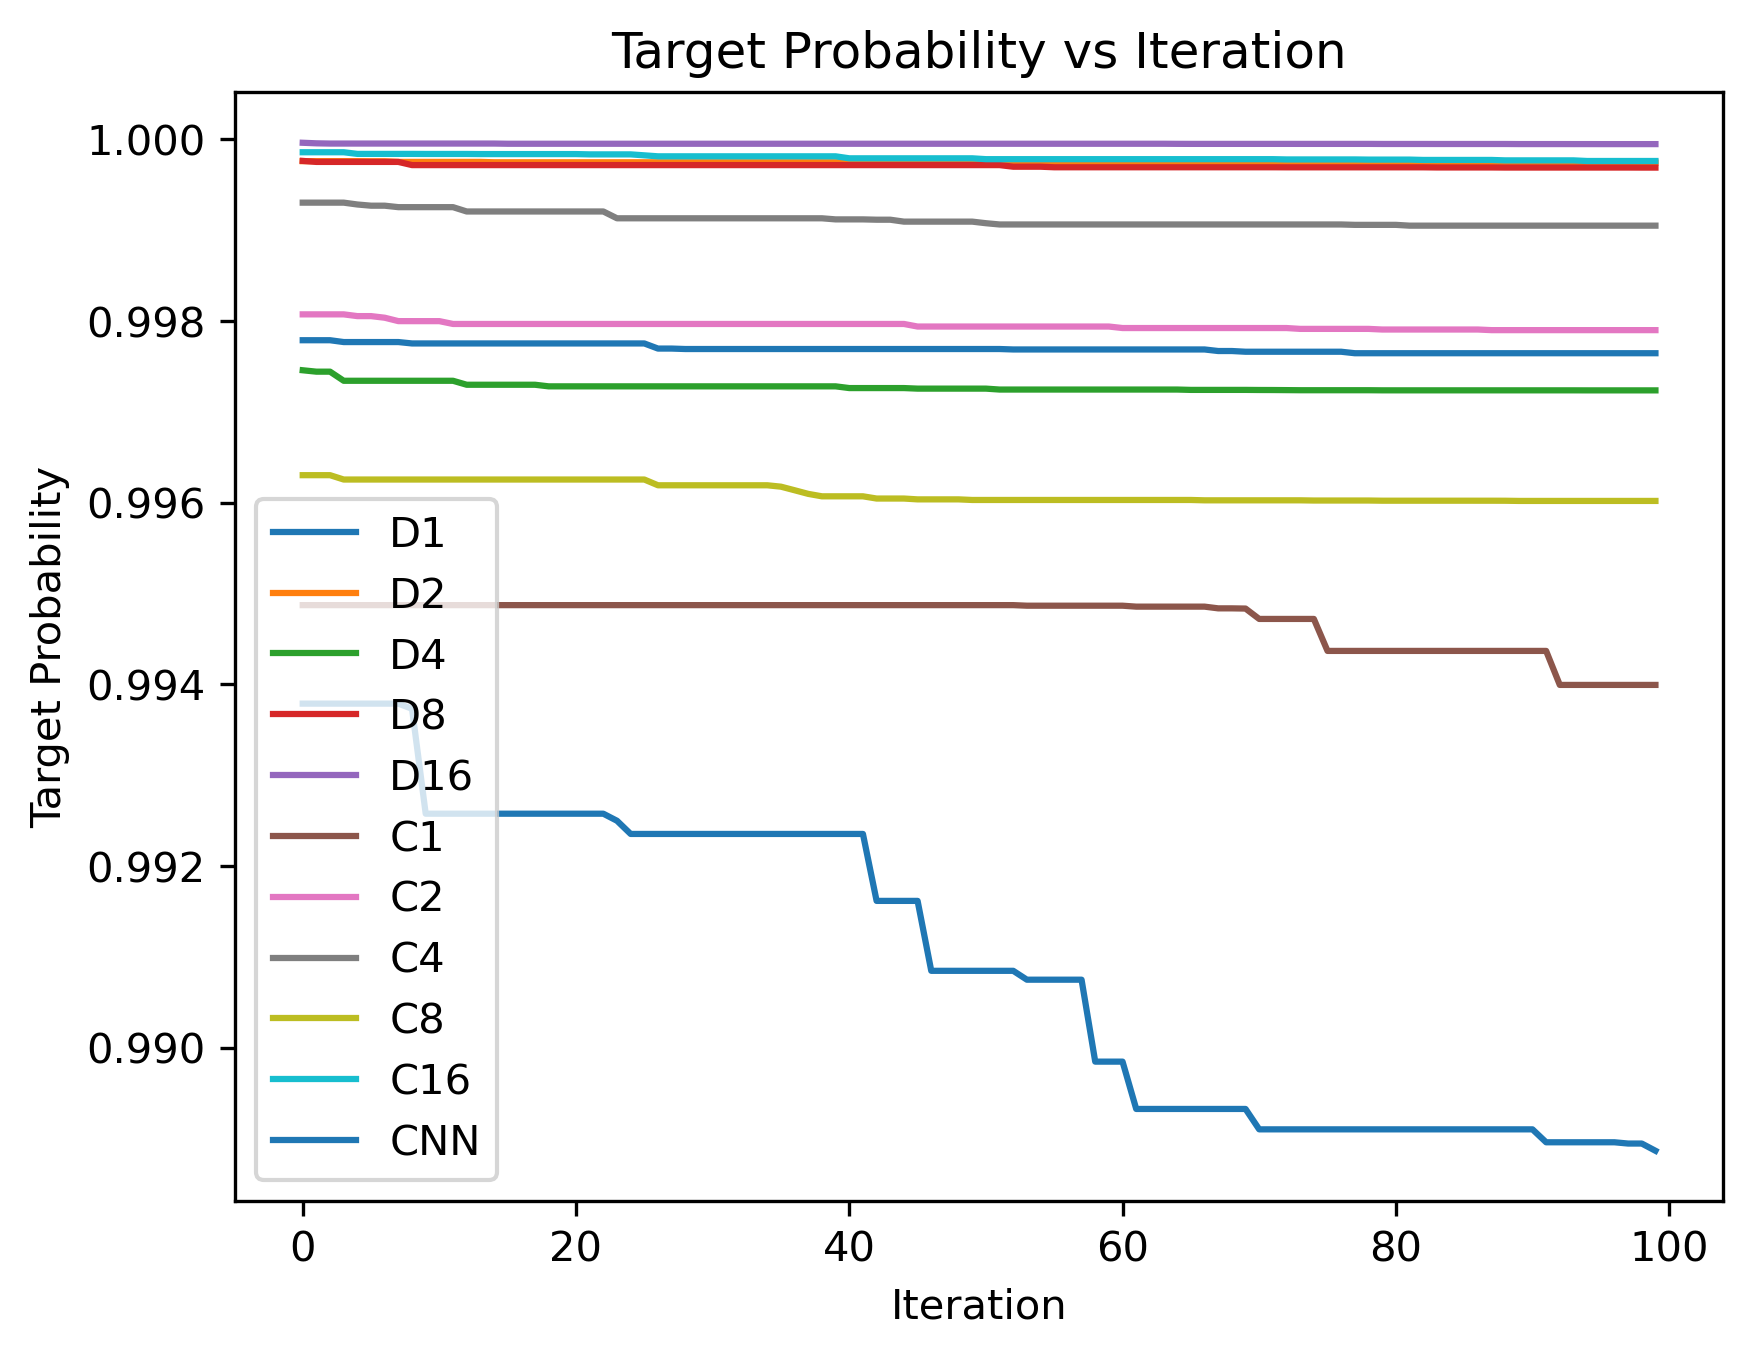 Target Probability vs Iteration
1.000
0.998
0.996
0.994
0.992
0.990
Target Probability
D1
D2
D4
D8
D16
C1
C2
C4
C8
C16
CNN
0
20
40
60
80
100
Iteration